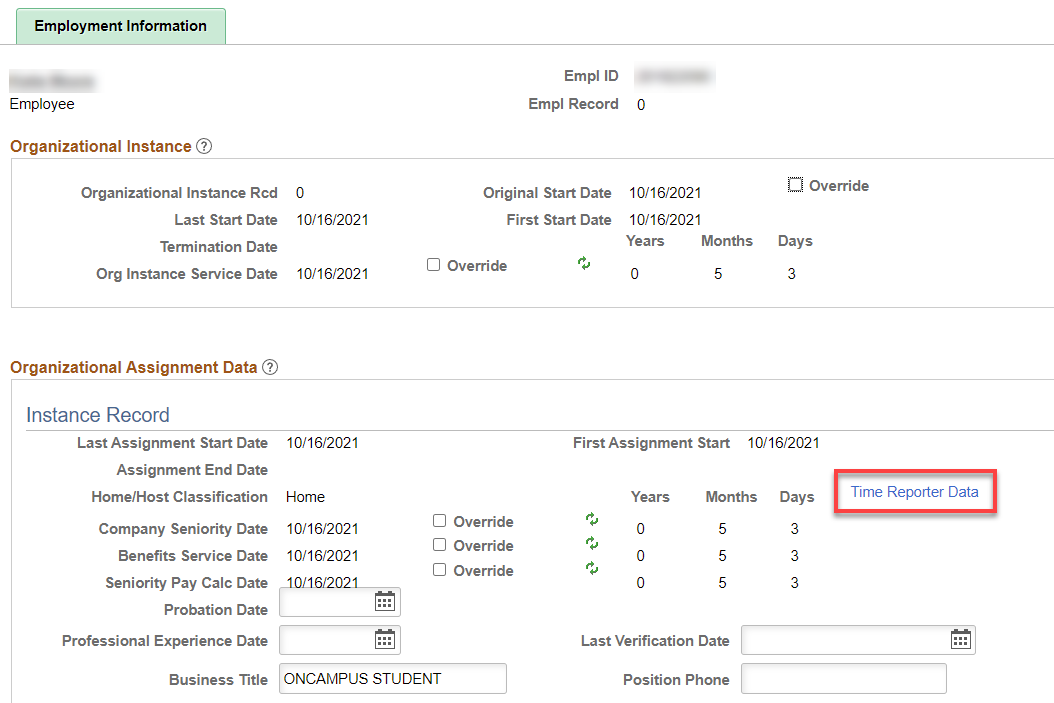 Employment Information
Empl ID
Employee
Empl Record 0
Organizational Instance ?
Organizational Instance Rcd 0 Original Start Date 10/16/2021 Override
Last Start Date 10/16/2021 First Start Date 10/16/2021
Termination Date Years Months Days
Org Instance Service Date 10/16/2021 Override 0 5 3
Organizational Assignment Data ?
Instance Record
Last Assignment Start Date 10/16/2021 First Assignment Start 10/16/2021
Assignment End Date
Home/Host Classification Home Years Months Days Time Reporter Data
Company Seniority Date 10/16/2021 Override 0 5 3
Benefits Service Date 10/16/2021 Override 0 5 3
Seniority Pay Calc Date 10/16/2021 Override 0 5 3
Probation Date
Professional Experience Date Last Verification Date
Business Title ONCAMPUS STUDENT Position Phone